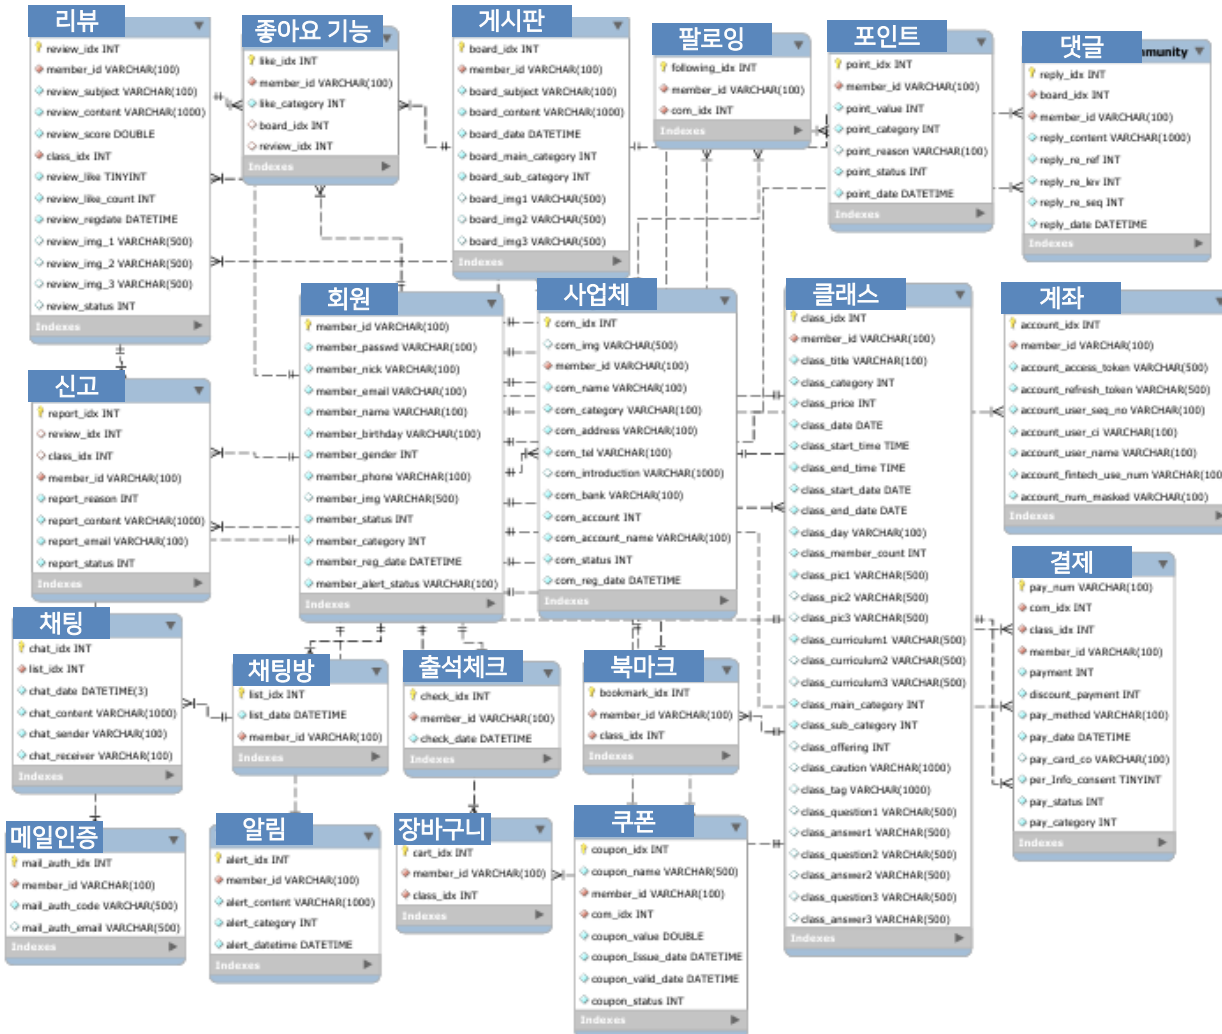 리뷰
review_idx INT
member_id VARCHAR(100)
review_subject VARCHAR(100)
review_content VARCHAR(1000)
review_score DOUBLE
class_idx INT
review_like TINYINT
review_like_count INT
review_regdate DATETIME
review_img_1 VARCHAR(500)
review_img_2 VARCHAR(500)
review_img_3 VARCHAR(500)
review_status INT
Indexes
좋아요 기능
like_idx INT
member_id VARCHAR(100)
like_category INT
board_idx INT
review_idx INT
Indexes
게시판
board_idx INT
member_id VARCHAR(100)
board_subject VARCHAR(100)
board_content VARCHAR(1000)
board_date DATETIME
board_main_category INT
board_sub_category INT
board_img1 VARCHAR(500)
board_img2 VARCHAR(500)
board_img3 VARCHAR(500)
Indexes
팔로잉
following_idx INT
member_id VARCHAR(100)
com_idx INT
Indexes
포인트
point_idx INT
member_id VARCHAR(100)
point_value INT
point_category INT
point_reason VARCHAR(100)
point_status INT
point_date DATETIME
Indexes
댓글
munity
reply_idx INT
board_idx INT
member_id VARCHAR(100)
reply_content VARCHAR(1000)
reply_re_ref INT
reply_re_lev INT
reply_re_seq INT
reply_date DATETIME
Indexes
회원
member_id VARCHAR(100)
member_passwd VARCHAR(100)
member_nick VARCHAR(100)
member_email VARCHAR(100)
member_name VARCHAR(100)
member_birthday VARCHAR(100)
member_gender INT
member_phone VARCHAR(100)
member_img VARCHAR(500)
member_status INT
member_category INT
member_reg_date DATETIME
member_alert_status VARCHAR(100)
Indexes
사업체
com_idx INT
com_img VARCHAR(500)
member_id VARCHAR(100)
com_name VARCHAR(100)
com_category VARCHAR(100)
com_address VARCHAR(100)
com_tel VARCHAR(100)
com_introduction VARCHAR(1000)
com_bank VARCHAR(100)
com_account INT
com_account_name VARCHAR(100)
com_status INT
com_reg_date DATETIME
Indexes
클래스
class_idx INT
member_id VARCHAR(100)
class_title VARCHAR(100)
class_category INT
class_price INT
class_date DATE
class_start_time TIME
class_end_time TIME
class_start_date DATE
class_end_date DATE
class_day VARCHAR(100)
class_member_count INT
class_pic1 VARCHAR(500)
class_pic2 VARCHAR(500)
class_pic3 VARCHAR(500)
class_curriculum1 VARCHAR(500)
class_curriculum2 VARCHAR(500)
class_curriculum3 VARCHAR(500)
class_main_category INT
class_sub_category INT
class_offering INT
class_caution VARCHAR(1000)
class_tag VARCHAR(1000)
class_question1 VARCHAR(500)
class_answer1 VARCHAR(500)
class_question2 VARCHAR(500)
class_answer2 VARCHAR(500)
class_question3 VARCHAR(500)
class_answer3 VARCHAR(500)
Indexes
계좌
account_idx INT
member_id VARCHAR(100)
account_access_token VARCHAR(500)
account_refresh_token VARCHAR(500)
account_user_seq_no VARCHAR(100)
account_user_ci VARCHAR(100)
account_user_name VARCHAR(100)
account_fintech_use_num VARCHAR(100
account_num_masked VARCHAR(100)
Indexes
신고
report_idx INT
review_idx INT
class_idx INT
member_id VARCHAR(100)
report_reason INT
report_content VARCHAR(1000)
report_email VARCHAR(100)
report_status INT
Indexes
결제
pay_num VARCHAR(100)
com_idx INT
class_idx INT
member_id VARCHAR(100)
payment INT
discount_payment INT
pay_method VARCHAR(100)
pay_date DATETIME
pay_card_co VARCHAR(100)
per_Info_consent TINYINT
pay_status INT
pay_category INT
Indexes
채팅
chat_idx INT
list_idx INT
chat_date DATETIME(3)
chat_content VARCHAR(1000)
chat_sender VARCHAR(100)
chat_receiver VARCHAR(100)
Indexes
채팅방
list_idx INT
list_date DATETIME
member_id VARCHAR(100)
Indexes
출석체크
check_idx INT
member_id VARCHAR(100)
check_date DATETIME
Indexes
북마크
bookmark_idx INT
member_id VARCHAR(100)
class_idx INT
Indexes
메일인증
mail_auth_idx INT
member_id VARCHAR(100)
mail_auth_code VARCHAR(500)
mail_auth_email VARCHAR(500)
Indexes
알림
alert_idx INT
member_id VARCHAR(100)
alert_content VARCHAR(1000)
alert_category INT
alert_datetime DATETIME
Indexes
장바구니
cart_idx INT
member_id VARCHAR(100)
class_idx INT
Indexes
쿠폰
coupon_idx INT
coupon_name VARCHAR(500)
member_id VARCHAR(100)
com_idx INT
coupon_value DOUBLE
coupon_Issue_date DATETIME
coupon_valid_date DATETIME
coupon_status INT
Indexes